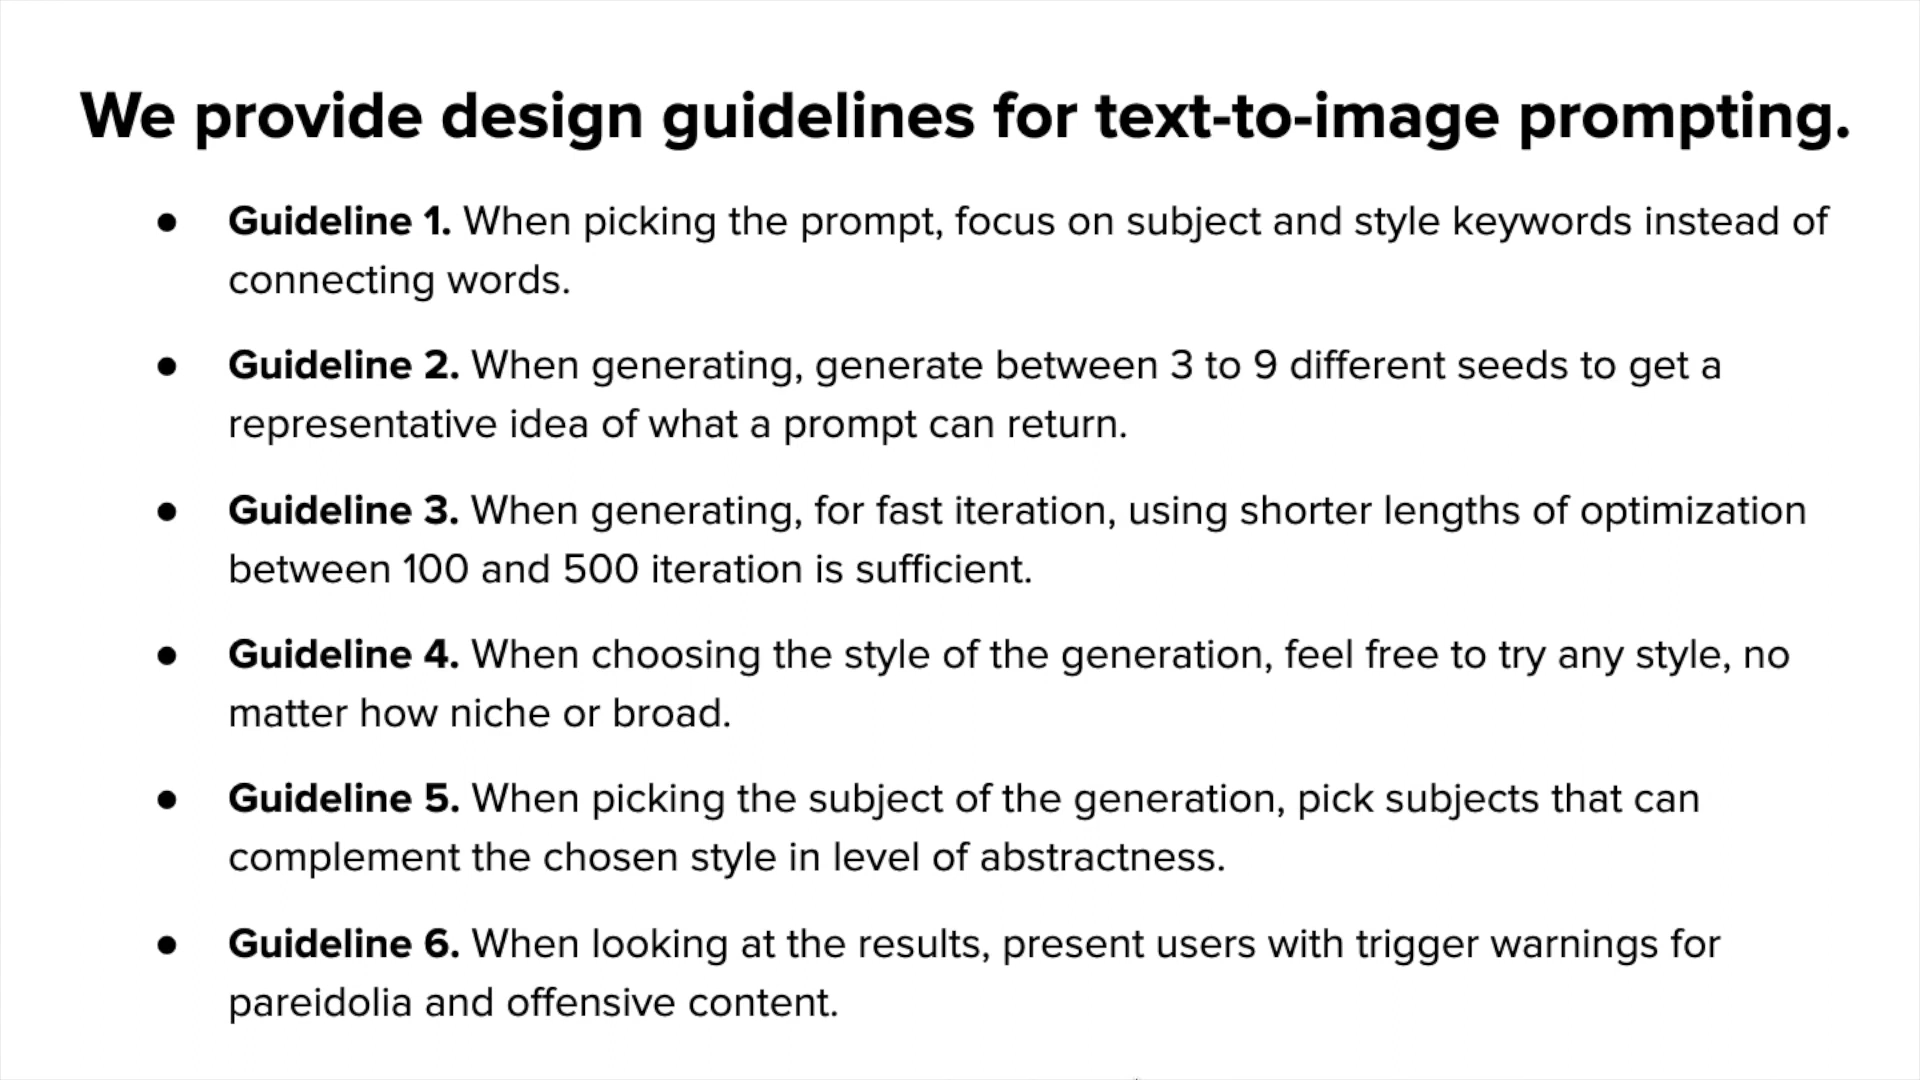 We provide design guidelines for text-to-image prompting.
● Guideline 1. When picking the prompt, focus on subject and style keywords instead of
connecting words.
● Guideline 2. When generating, generate between 3 to 9 different seeds to get a
representative idea of what a prompt can return.
● Guideline 3. When generating, for fast iteration, using shorter lengths of optimization
between 100 and 500 iteration is sufficient.
● Guideline 4. When choosing the style of the generation, feel free to try any style, no
matter how niche or broad.
● Guideline 5. When picking the subject of the generation, pick subjects that can
complement the chosen style in level of abstractness.
● Guideline 6. When looking at the results, present users with trigger warnings for
pareidolia and offensive content.